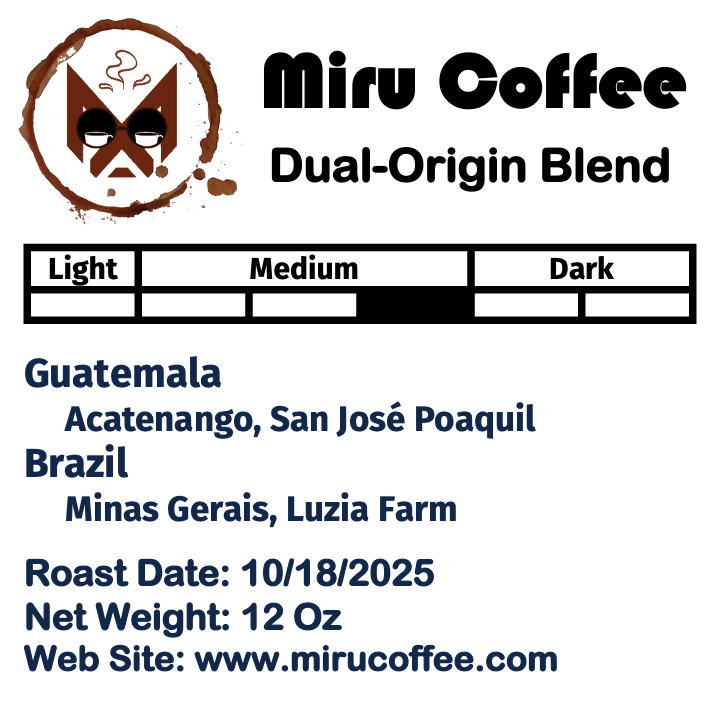 Miru Coffee
Dual-Origin Blend
Light Medium Dark
Guatemala
Acatenango, San José Poaquil
Brazil
Minas Gerais, Luzia Farm
Roast Date: 10/18/2025
Net Weight: 12 Oz
Web Site: www.mirucoffee.com